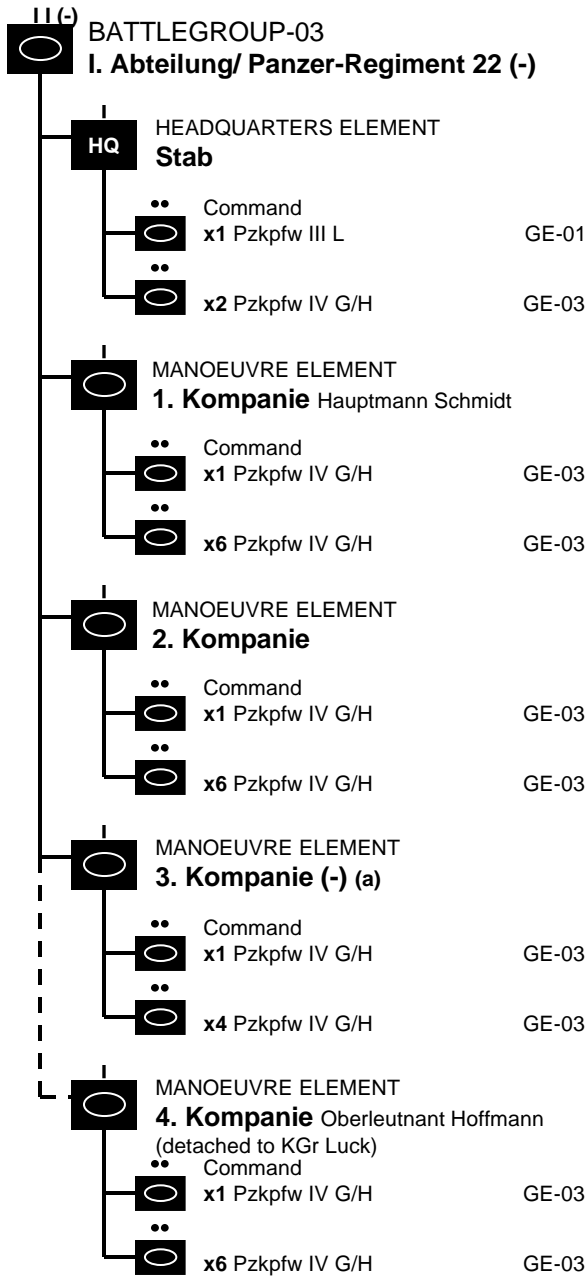 I I (-)
BATTLEGROUP-03
I. Abteilung/ Panzer-Regiment 22 (-)
I
HQ
HEADQUARTERS ELEMENT
Stab
••
Command
x1 Pzkpfw III L GE-01
••
x2 Pzkpfw IV G/H GE-03
I
MANOEUVRE ELEMENT
1. Kompanie Hauptmann Schmidt
••
Command
x1 Pzkpfw IV G/H GE-03
••
x6 Pzkpfw IV G/H GE-03
I
MANOEUVRE ELEMENT
2. Kompanie
••
Command
x1 Pzkpfw IV G/H GE-03
••
x6 Pzkpfw IV G/H GE-03
I
MANOEUVRE ELEMENT
3. Kompanie (-) (a)
••
Command
x1 Pzkpfw IV G/H GE-03
••
x4 Pzkpfw IV G/H GE-03
I
MANOEUVRE ELEMENT
4. Kompanie Oberleutnant Hoffmann
(detached to KGr Luck)
••
Command
x1 Pzkpfw IV G/H GE-03
••
x6 Pzkpfw IV G/H GE-03